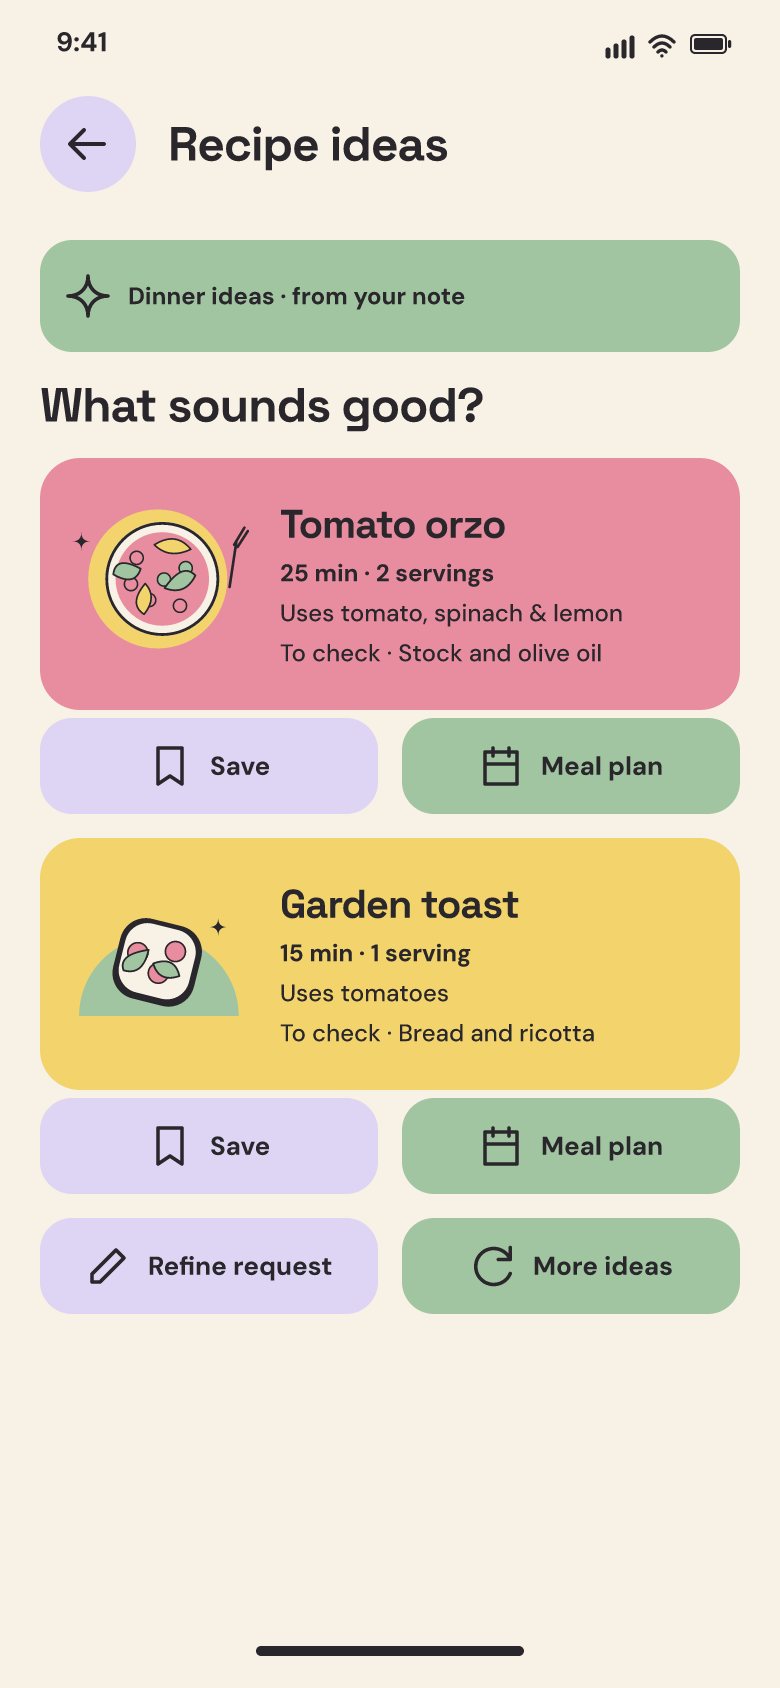 9:41
Recipe ideas
Dinner ideas · from your note
What sounds good?
Tomato orzo
25 min · 2 servings
Uses tomato, spinach & lemon
To check · Stock and olive oil
Save
Meal plan
Garden toast
15 min · 1 serving
Uses tomatoes
To check · Bread and ricotta
Save
Meal plan
Refine request
More ideas